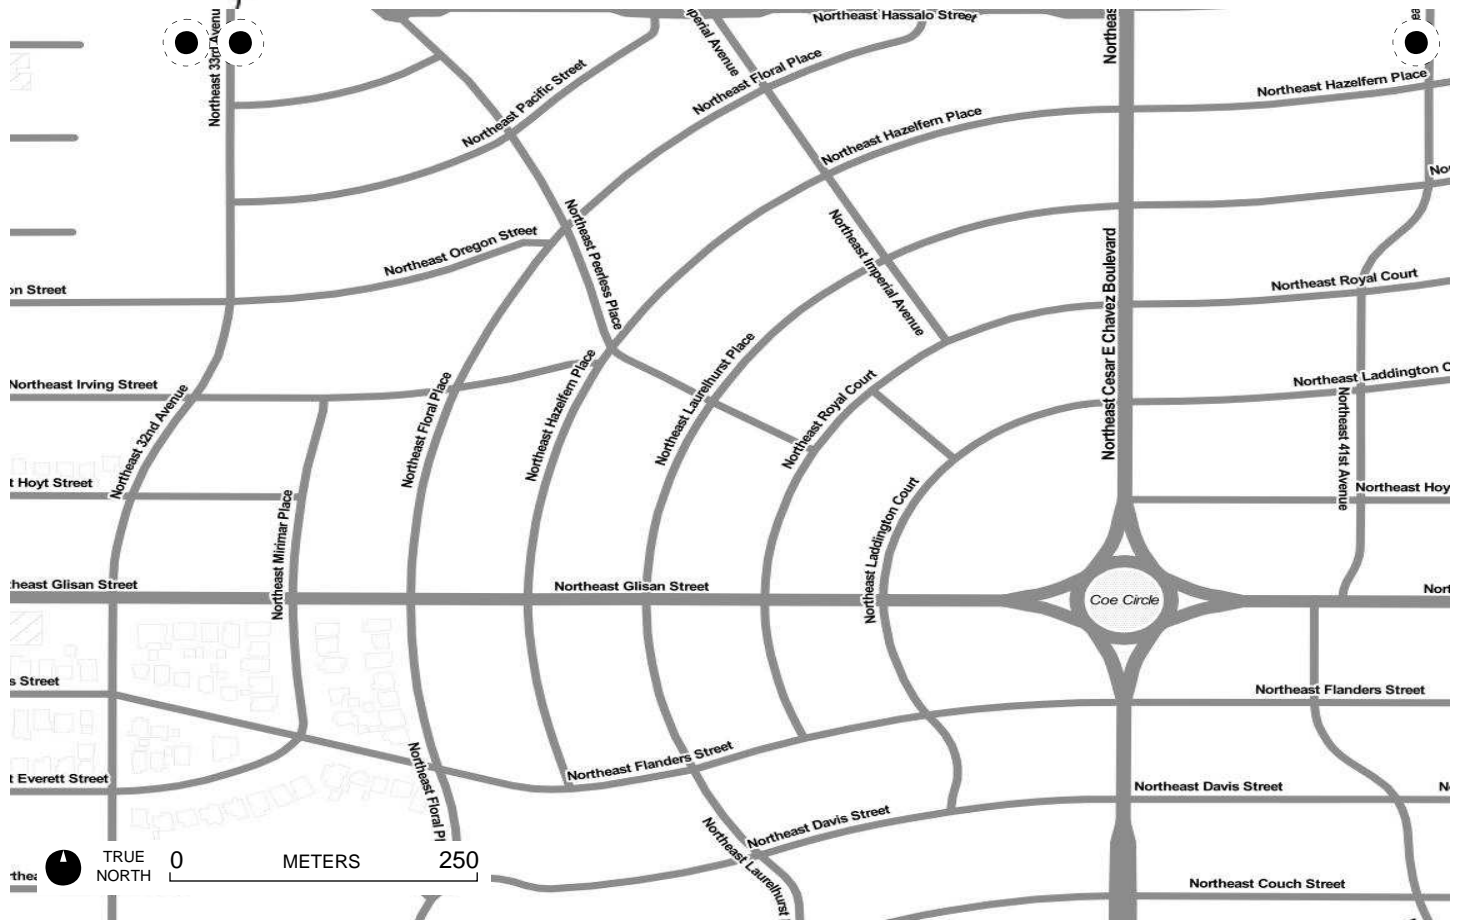 Northeast Hassalo Street
Northeast 33rd Avenu
perial Avenue
Northeast Floral Place
Northeas
Northeast Hazelfern Place
Northeast Pacific Street
Northeast Hazelfern Place
Northeast Oregon Street
Northeast Peerless Place
Northeast Imperial Avenue
Northeast Cesar E Chavez Boulevard
Northeast Royal Court
on Street
Northeast Irving Street
Northeast 32nd Avenue
Northeast Floral Place
Northeast Hazelfern Place
Northeast Laurelhurst Place
Northeast Royal Court
Northeast Laddington C
Northeast 41st Avenue
t Hoyt Street
Northeast Mirimar Place
Northeast Laddington Court
Northeast Hoy
heast Glisan Street
Northeast Glisan Street
Coe Circle
Nort
s Street
Northeast Flanders Street
Northeast Flanders Street
t Everett Street
Northeast Floral Pl
Northeast Davis Street
Northeast Davis Street
Northeast Laurelhurst
TRUE NORTH
0 METERS 250
rthea
Northeast Couch Street